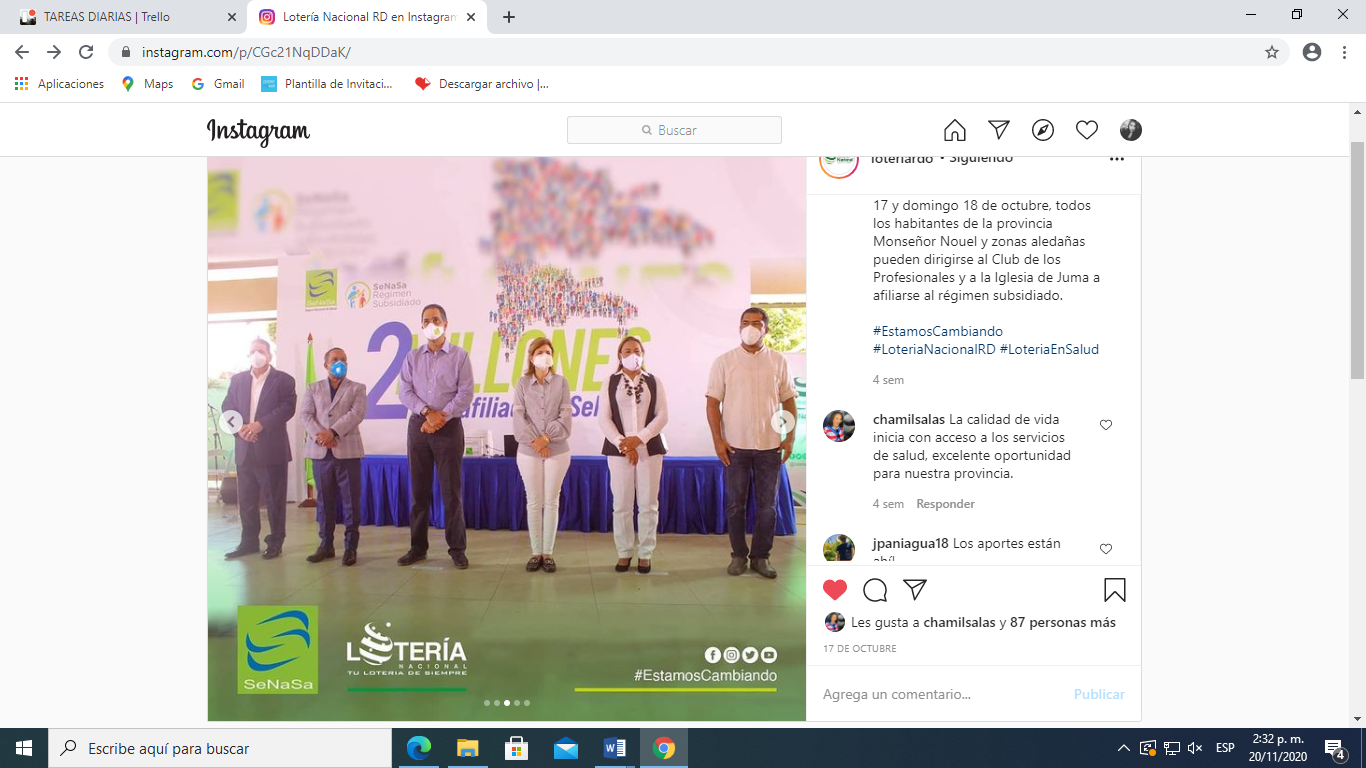 TAREAS DIARIAS | Trello
Lotería Nacional RD en Instagram
instagram.com/p/CGc21NqDDaK/
Aplicaciones
Maps
Gmail
Plantilla de Invitaci...
Descargar archivo |...
Instagram
Buscar
loteriardo • Siguiendo
SeNaSa
SeNaSa
Régimen
Subsidiado
2 MILLONES
#EstamosCambiando
SeNaSa
LOTERÍA
NACIONAL
TU LOTERIA DE SIEMPRE
17 y domingo 18 de octubre, todos
los habitantes de la provincia
Monseñor Nouel y zonas aledañas
pueden dirigirse al Club de los
Profesionales y a la Iglesia de Juma a
afiliarse al régimen subsidiado.
#EstamosCambiando
#LoteriaNacionalRD #LoteriaEnSalud
4 sem
chamilsalas La calidad de vida
inicia con acceso a los servicios
de salud, excelente oportunidad
para nuestra provincia.
4 sem Responder
jpaniagua18 Los aportes están
ahí
Les gusta a chamilsalas y 87 personas más
17 DE OCTUBRE
Agrega un comentario... Publicar
Escribe aquí para buscar
ESP
2:32 p. m.
20/11/2020
4